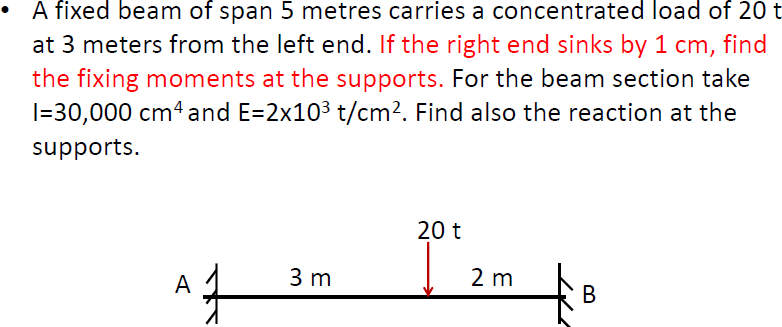 • A fixed beam of span 5 metres carries a concentrated load of 20 t
at 3 meters from the left end. If the right end sinks by 1 cm, find
the fixing moments at the supports. For the beam section take
I=30,000 cm⁴ and E=2x10³ t/cm². Find also the reaction at the
supports.
20 t
A 3 m 2 m B